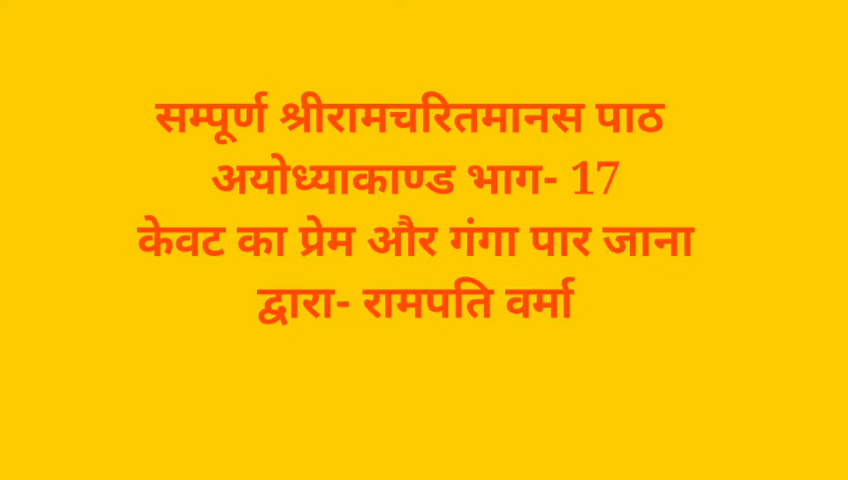 सम्पूर्ण श्रीरामचरितमानस पाठ
अयोध्याकाण्ड भाग- 17
केवट का प्रेम और गंगा पार जाना
द्वारा- रामपति वर्मा